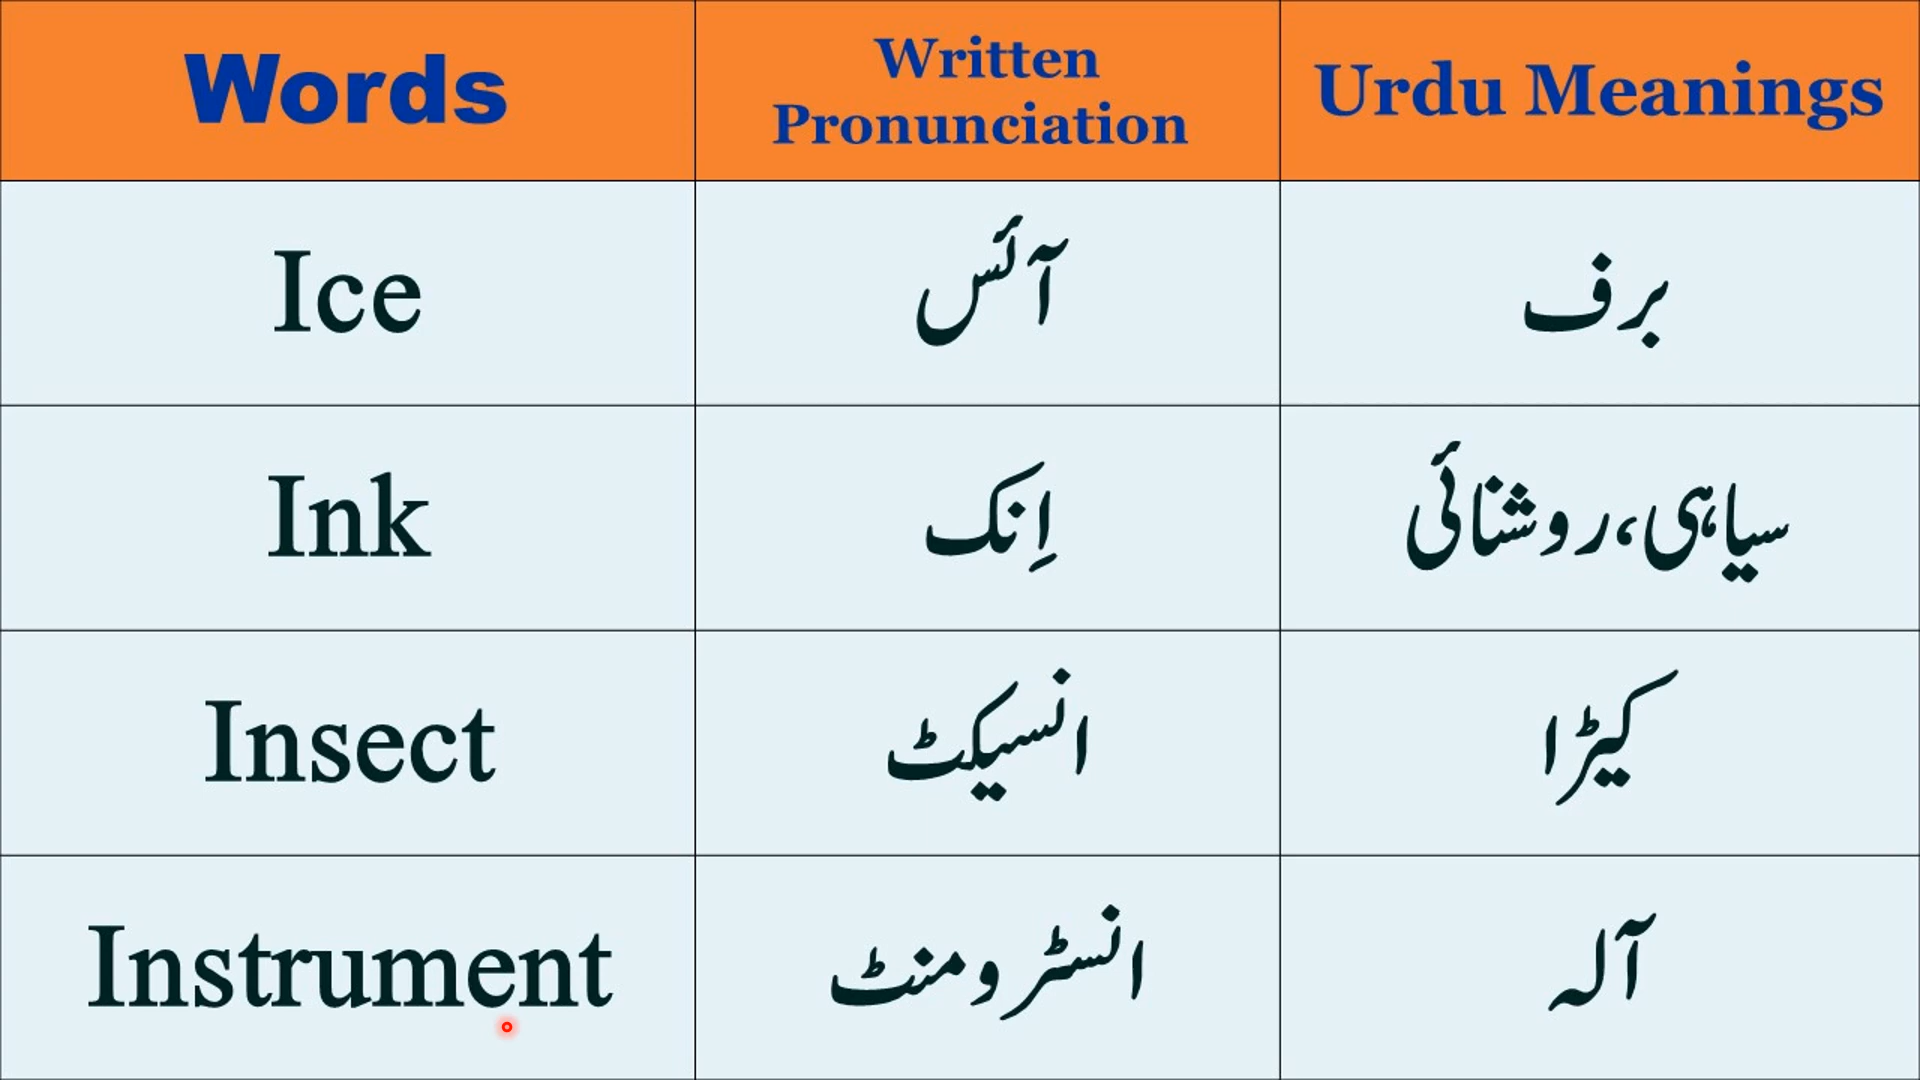 Words
Written
Pronunciation
Urdu Meanings
Ice
آئس
برف
Ink
اِنک
سیاہی،روشنائی
Insect
انسیکٹ
کیڑا
Instrument
انسٹرومنٹ
آلہ